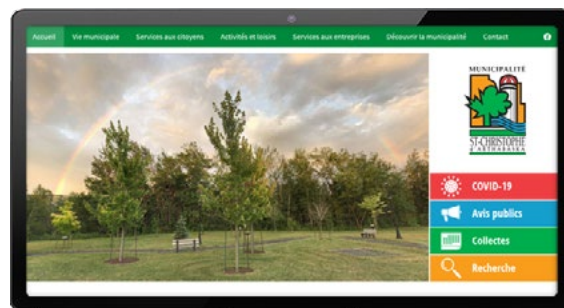 Accueil Vie municipale Services aux citoyens Activités et loisirs Services aux entreprises Découvrir la municipalité Contact
MUNICIPALITÉ
ST-CHRISTOPHE
d'ARTHABASKA
COVID-19
Avis publics
Collectes
Recherche